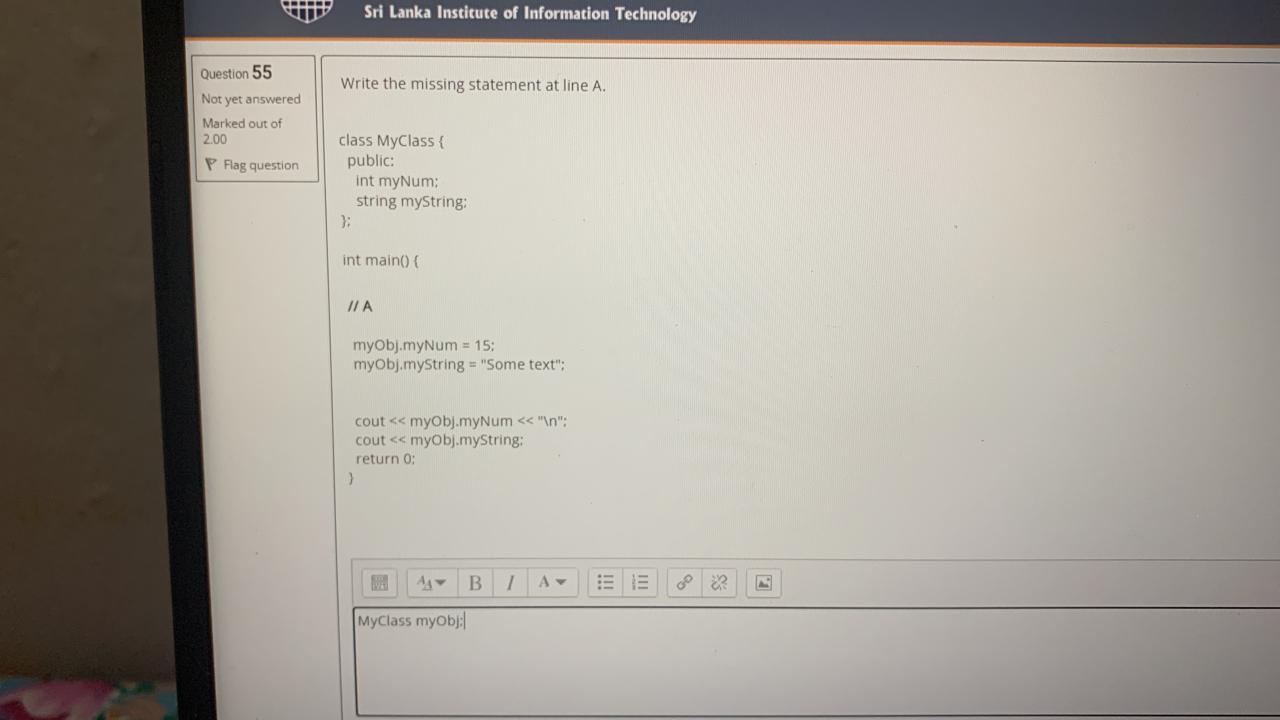 Sri Lanka Institute of Information Technology
Question 55
Not yet answered
Marked out of
2.00
Flag question
Write the missing statement at line A.
class MyClass {
public:
int myNum;
string myString;
};
int main() {
// A
myObj.myNum = 15;
myObj.myString = "Some text";
cout << myObj.myNum << "\n";
cout << myObj.myString;
return 0;
}
A B I A
MyClass myObj;